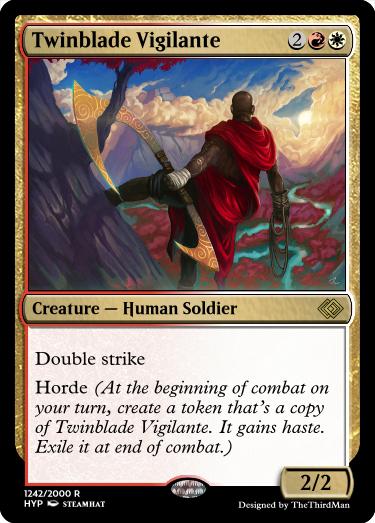 Twinblade Vigilante 2
Creature — Human Soldier
Double strike
Horde (At the beginning of combat on
your turn, create a token that's a copy
of Twinblade Vigilante. It gains haste.
Exile it at end of combat.)
2/2
1242/2000 R
HYP STEAMHAT Designed by TheThirdMan